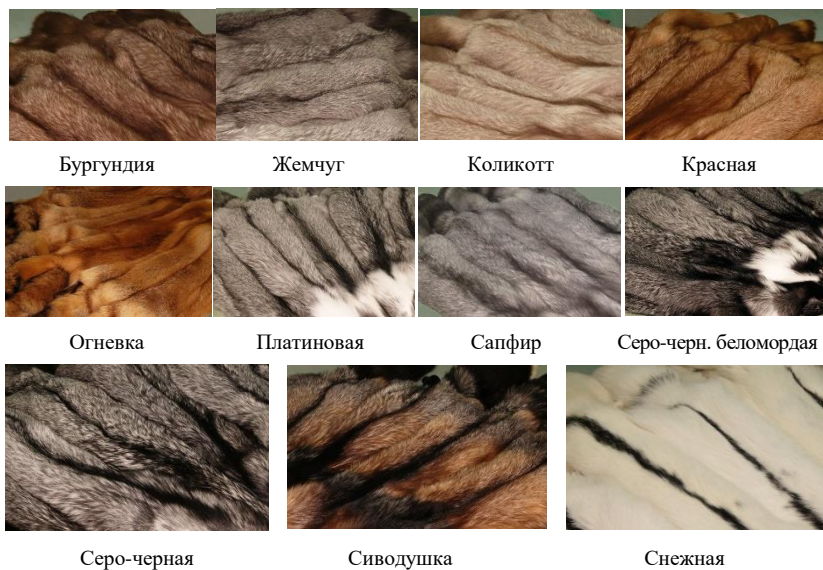 Бургундия Жемчуг Коликотт Красная
Огневка Платиновая Сапфир Серо-черн. беломордая
Серо-черная Сиводушка Снежная